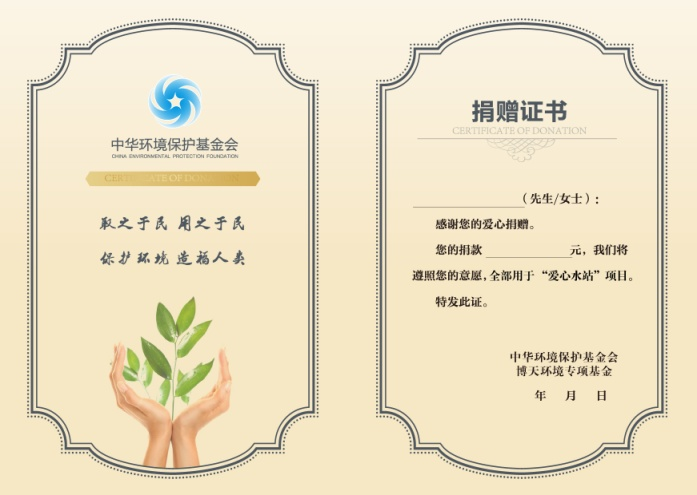 中华环境保护基金会
CHINA ENVIRONMENTAL PROTECTION FOUNDATION
CERTIFICATE OF DONATION
取之于民 用之于民
保护环境 造福人类
捐赠证书
CERTIFICATE OF DONATION
（先生/女士）：
感谢您的爱心捐赠。
您的捐款 元，我们将
遵照您的意愿，全部用于“爱心水站”项目。
特发此证。
中华环境保护基金会
博天环境专项基金
年 月 日